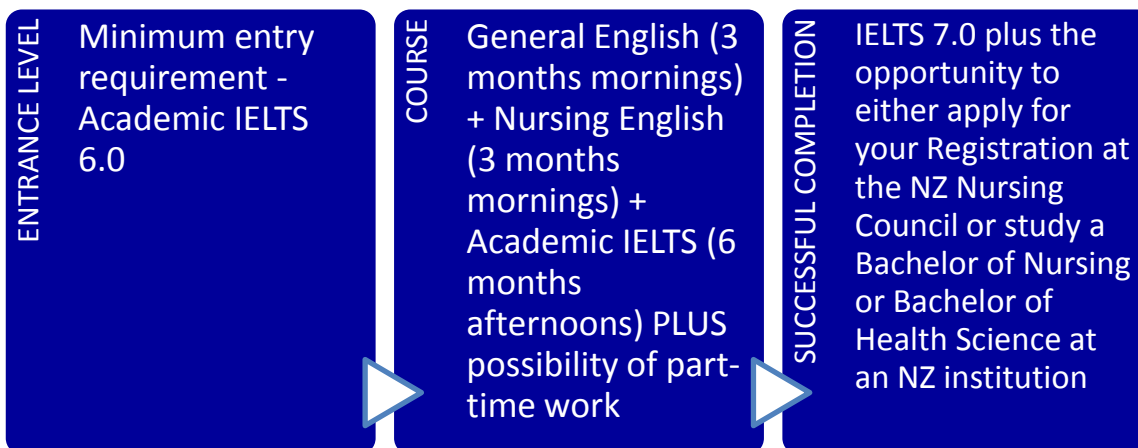 ENTRANCE LEVEL
Minimum entry
requirement -
Academic IELTS
6.0
COURSE
General English (3
months mornings)
+ Nursing English
(3 months
mornings) +
Academic IELTS (6
months
afternoons) PLUS
possibility of part-
time work
SUCCESSFUL COMPLETION
IELTS 7.0 plus the
opportunity to
either apply for
your Registration at
the NZ Nursing
Council or study a
Bachelor of Nursing
or Bachelor of
Health Science at
an NZ institution